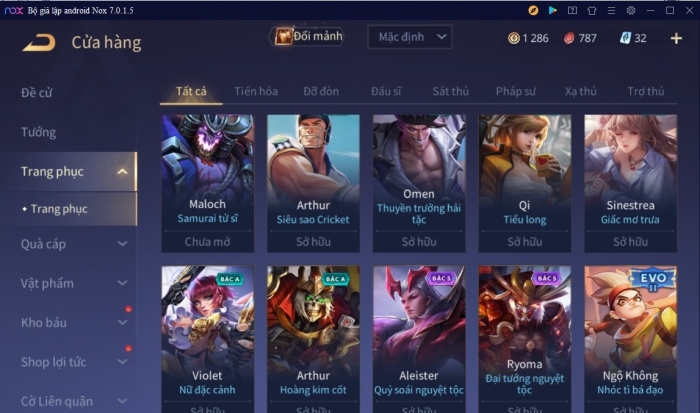 nox Bộ giả lập android Nox 7.0.1.5
Cửa hàng
Đổi mảnh
Mặc định
1 286
787
32
Đề cử
Tướng
Trang phục
• Trang phục
Quà cáp
Vật phẩm
Kho báu
Shop lợi tức
Cờ Liên quân
Tất cả Tiến hóa Đỡ đòn Đấu sĩ Sát thủ Pháp sư Xạ thủ Trợ thủ
Maloch
Samurai tử sĩ
Chưa mở
Arthur
Siêu sao Cricket
Sở hữu
Omen
Thuyền trưởng hải
tặc
Sở hữu
Qi
Tiểu long
Sở hữu
Sinestrea
Giấc mơ trưa
Sở hữu
BẬC A
Violet
Nữ đặc cảnh
Sở hữu
BẬC A
Arthur
Hoàng kim cốt
Sở hữu
BẬC S
Aleister
Quỷ soái nguyệt tộc
Sở hữu
BẬC S
Ryoma
Đại tướng nguyệt
tộc
EVO
Ngộ Không
Nhóc tì bá đạo
Sở hữu